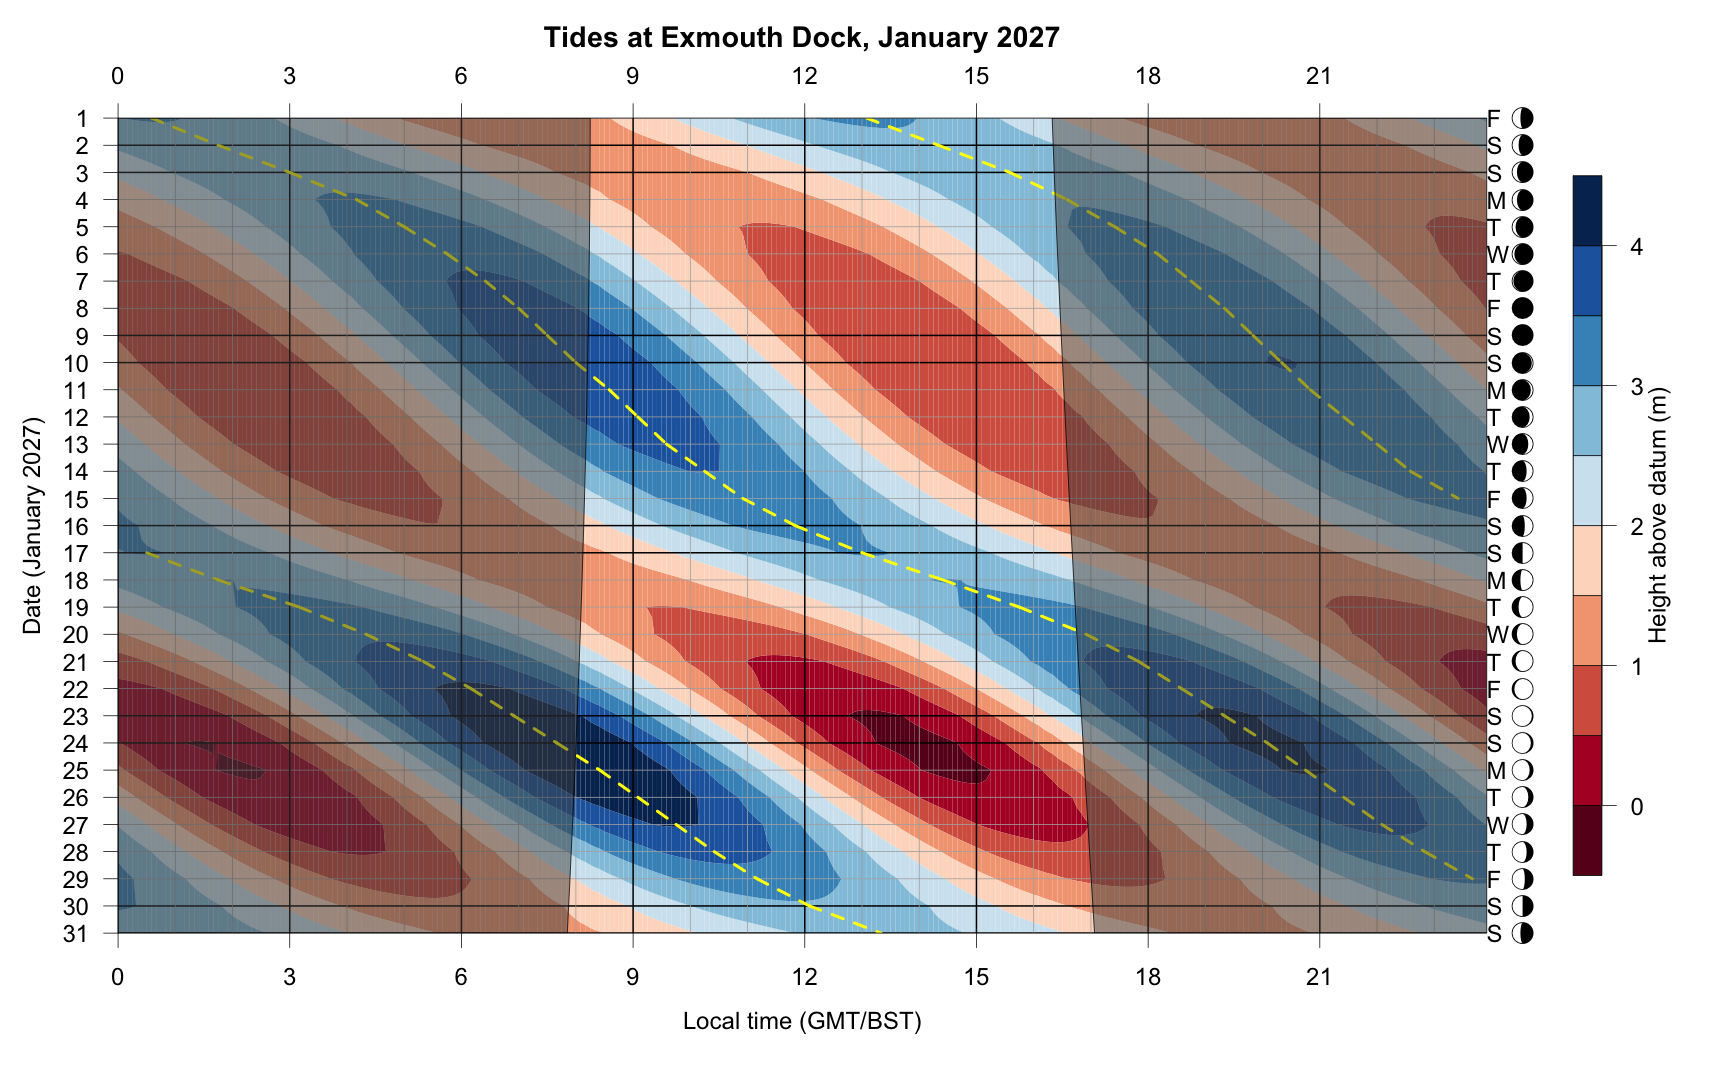 Tides at Exmouth Dock, January 2027
0 3 6 9 12 15 18 21
1 F
2 S
3 S
4 M
5 T
6 W
7 T
8 F
9 S
10 S
11 M
12 T
13 W
14 T
15 F
16 S
17 S
18 M
19 T
20 W
21 T
22 F
23 S
24 S
25 M
26 T
27 W
28 T
29 F
30 S
31 S
0 3 6 9 12 15 18 21
Local time (GMT/BST)
Date (January 2027)
4
3
2
1
0
Height above datum (m)